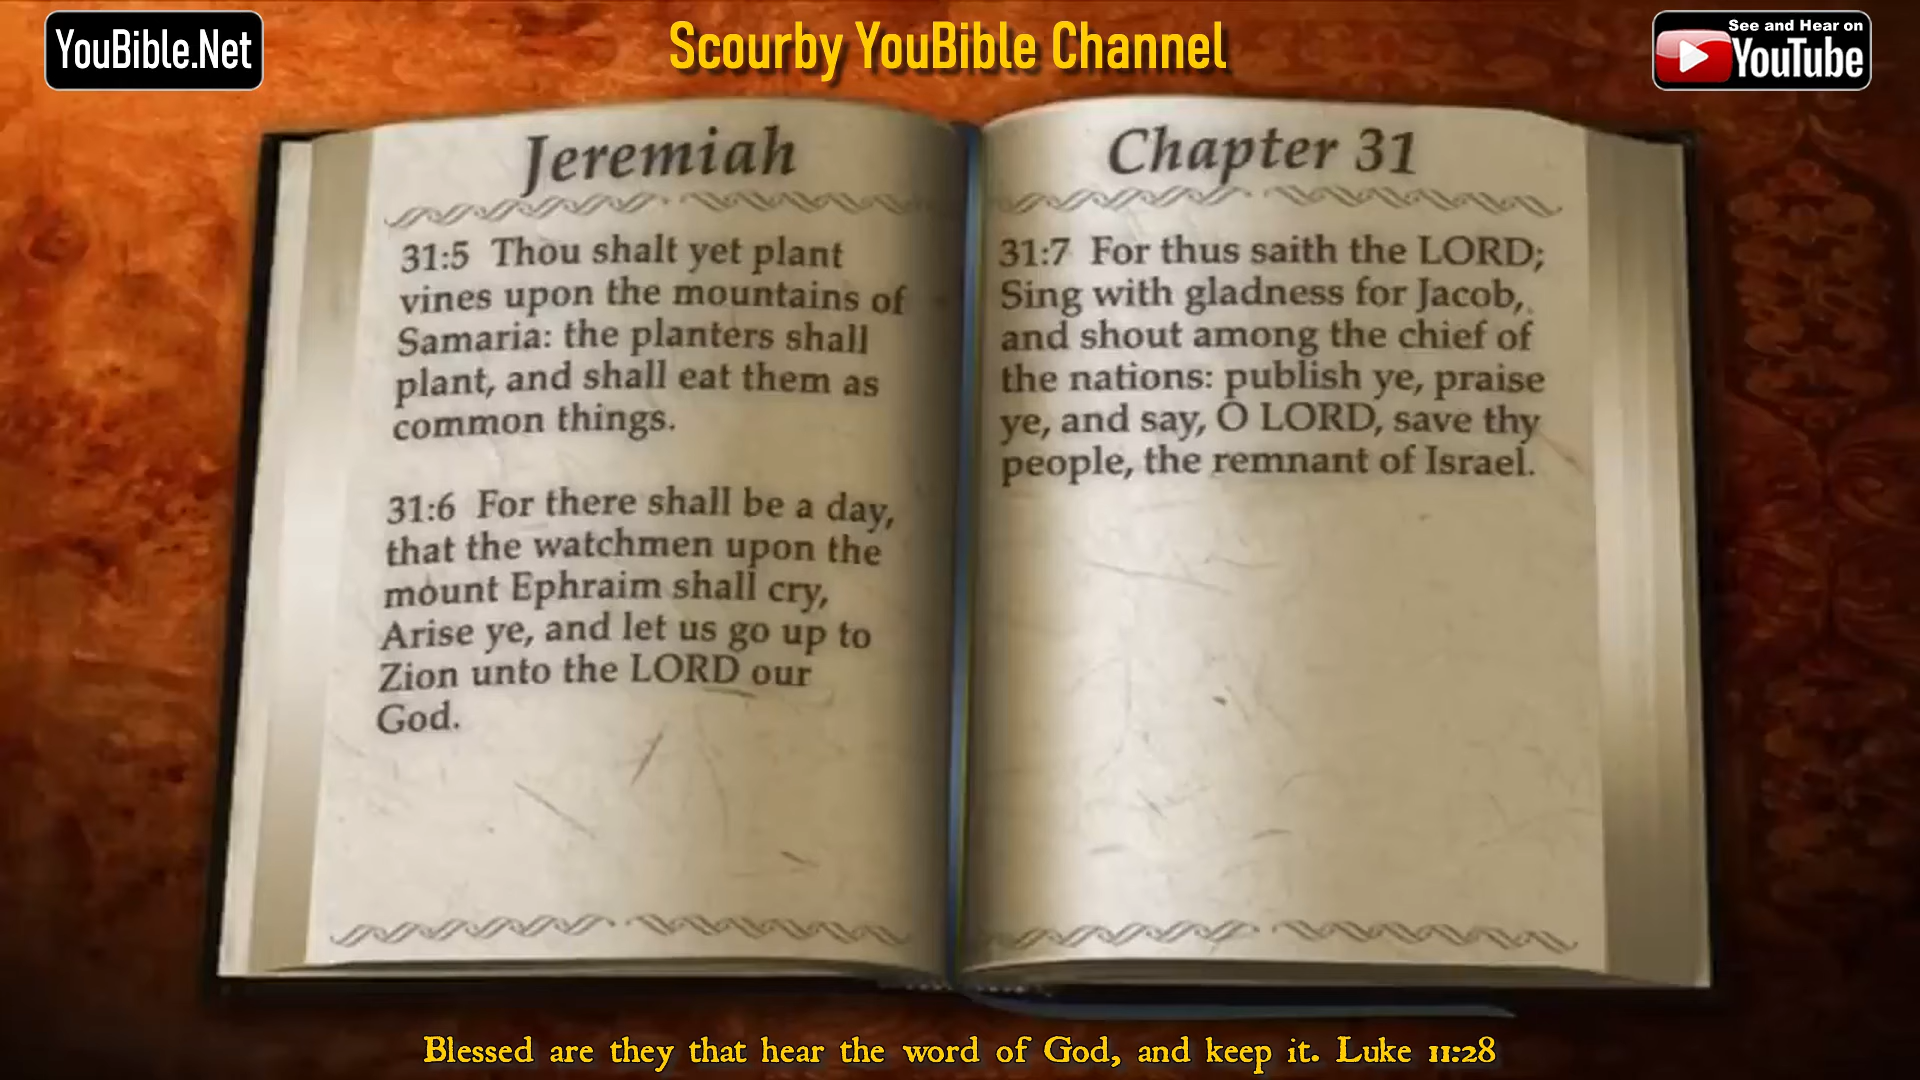 YouBible.Net
Scourby YouBible Channel
See and Hear on
YouTube
Jeremiah
31:5 Thou shalt yet plant
vines upon the mountains of
Samaria: the planters shall
plant, and shall eat them as
common things.
31:6 For there shall be a day,
that the watchmen upon the
mount Ephraim shall cry,
Arise ye, and let us go up to
Zion unto the LORD our
God.
Chapter 31
31:7 For thus saith the LORD;
Sing with gladness for Jacob,
and shout among the chief of
the nations: publish ye, praise
ye, and say, O LORD, save thy
people, the remnant of Israel.
Blessed are they that hear the word of God, and keep it. Luke 11:28